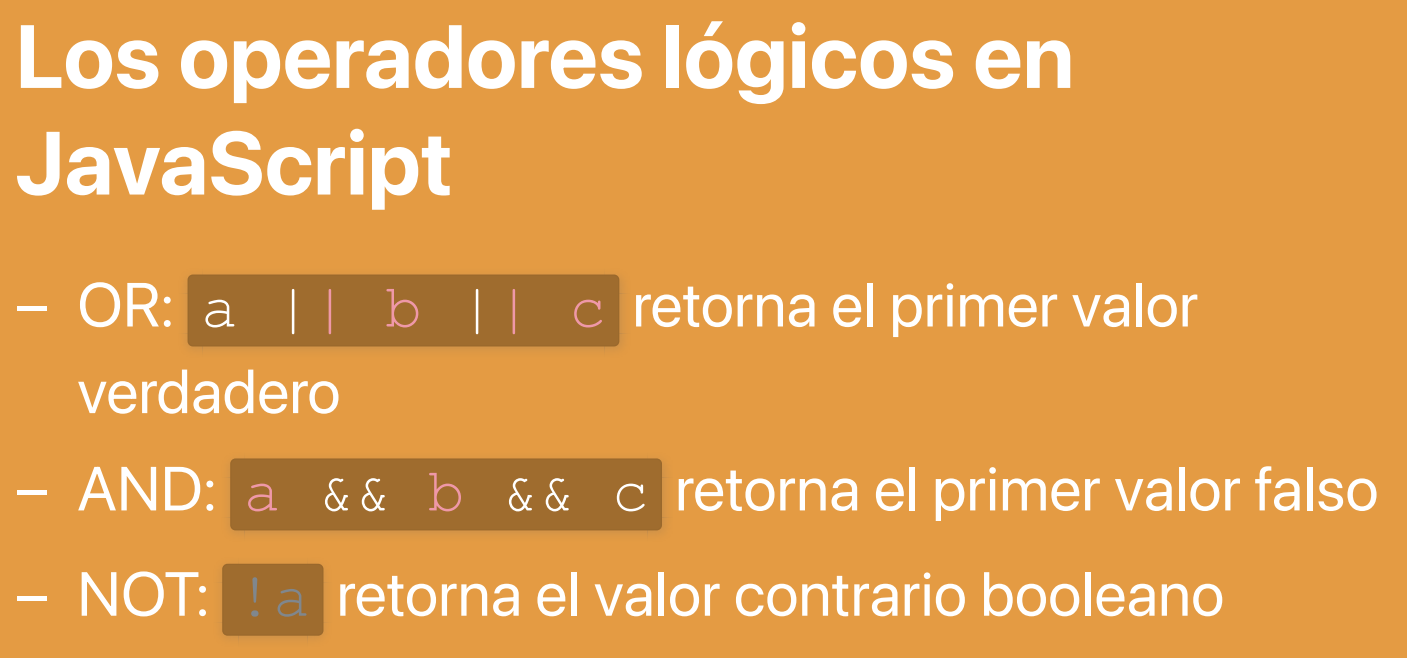 Los operadores lógicos en
JavaScript
– OR: a || b || c retorna el primer valor
verdadero
– AND: a && b && c retorna el primer valor falso
– NOT: !a retorna el valor contrario booleano